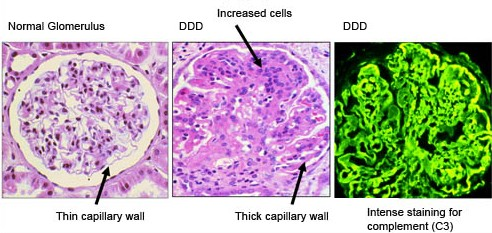 Increased cells
Normal Glomerulus
DDD
DDD
Thin capillary wall
Thick capillary wall
Intense staining for
complement (C3)